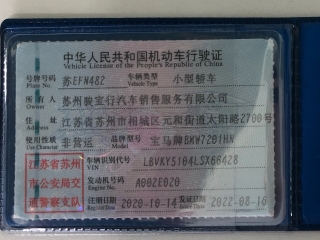 中华人民共和国机动车行驶证
Vehicle License of the People's Republic of China
号牌号码 苏EFN482 车辆类型 小型轿车
Plate No. Vehicle Type
所有人 苏州骏宝行汽车销售服务有限公司
Owner
住址 江苏省苏州市相城区元和街道太阳路2700号
Address
使用性质 非营运 品牌型号 宝马牌BMW7201HN
Use Character Model
江苏省苏州 车辆识别代号 LBVKY5104LSX66428
VIN
市公安局交 发动机号码 A002E020
Engine No.
通警察支队 注册日期 2020-10-14 发证日期 2022-08-16
Register Date Issue Date